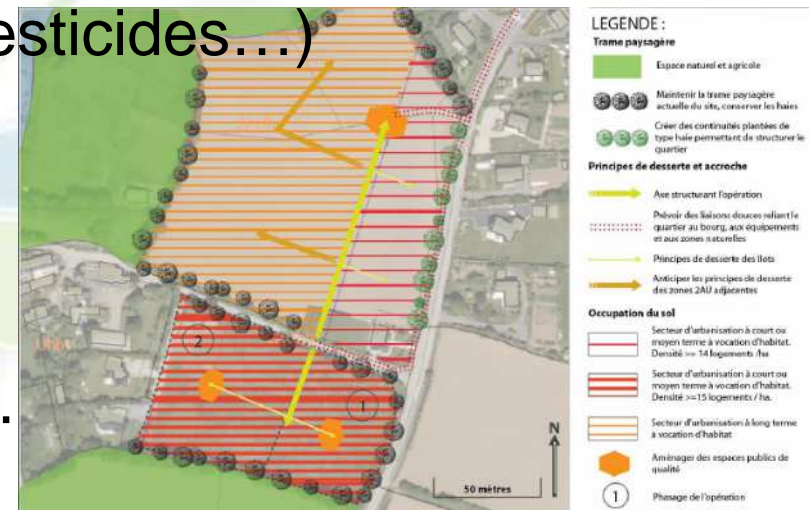 esticides…)
.
2
1
50 mètres
N
LEGENDE :
Trame paysagère
Espace naturel et agricole
Maintenir la trame paysagère
actuelle du site, conserver les haies
Créer des continuités plantées de
type haie permettant de structurer le
quartier
Principes de desserte et accroche
Axe structurant l'opération
Prévoir des liaisons douces reliant le
quartier au bourg, aux équipements
et aux zones naturelles
Principes de desserte des îlots
Anticiper les principes de desserte
des zones 2AU adjacentes
Occupation du sol
Secteur d'urbanisation à court ou
moyen terme à vocation d'habitat.
Densité >= 14 logements /ha
Secteur d'urbanisation à court ou
moyen terme à vocation d'habitat.
Densité >=15 logements / ha.
Secteur d'urbanisation à long terme
à vocation d'habitat
Aménager des espaces publics de
qualité
1
Phasage de l'opération